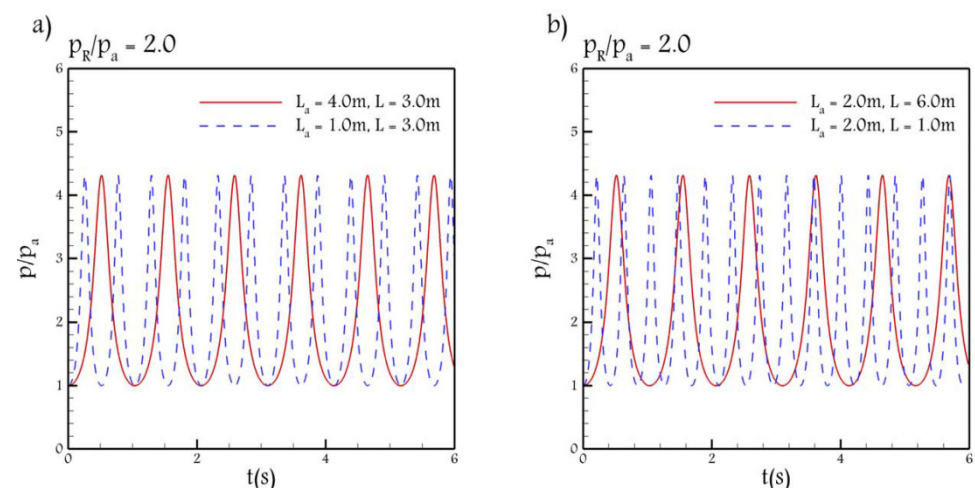 a)
p_R/p_a = 2.0
6
5
4
3
2
1
0
p/p_a
L_a = 4.0m, L = 3.0m
L_a = 1.0m, L = 3.0m
0
2
4
6
t(s)
b)
p_R/p_a = 2.0
6
5
4
3
2
1
0
p/p_a
L_a = 2.0m, L = 6.0m
L_a = 2.0m, L = 1.0m
0
2
4
6
t(s)